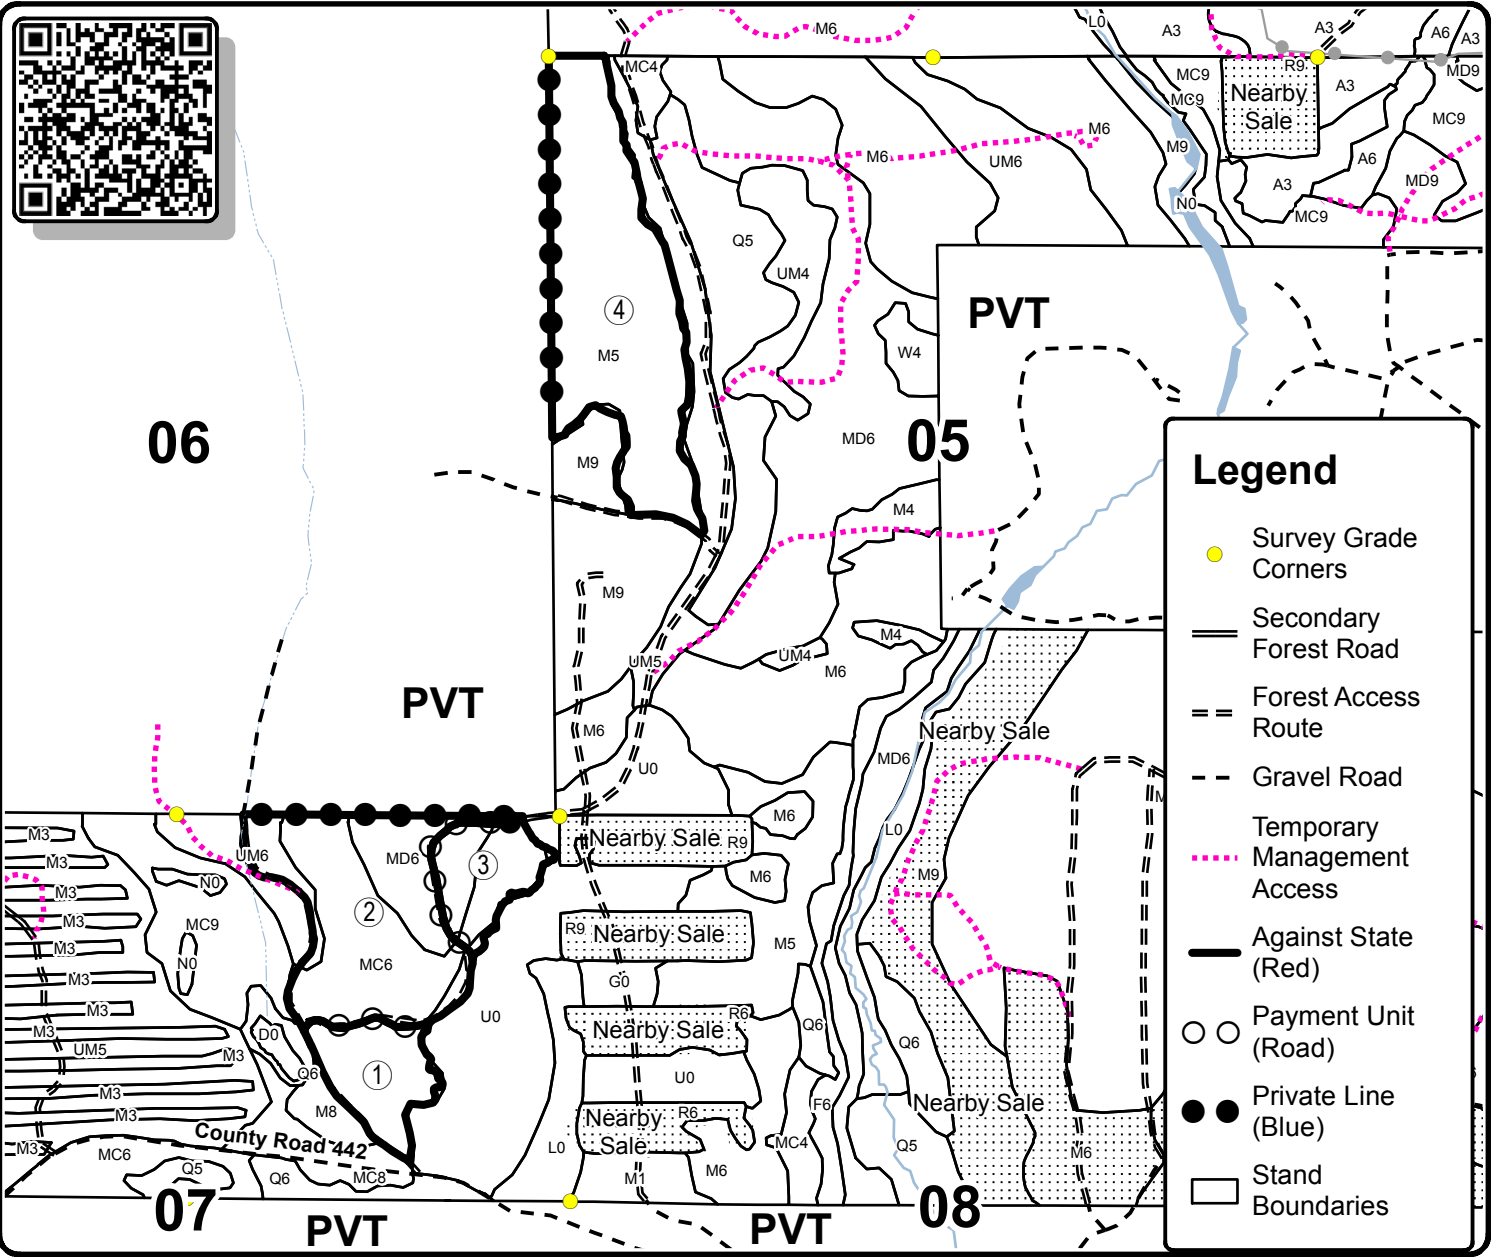 M6
L0
A3
A3
A6
A3
MC4
R9
MD9
MC9
MC9
A3
Nearby
Sale
MC9
M6
M6
UM6
M9
A6
A3
MD9
N0
MC9
Q5
UM4
4
M5
PVT
W4
06
05
MD6
M9
M4
M9
UM5
UM4
M4
M6
PVT
M6
Nearby Sale
U0
MD6
M
M6
L0
M3
UM6
MD6
3
Nearby Sale R9
M3
M6
M9
N0
M3
2
M3
MC9
R9
Nearby Sale
M5
M3
N0
MC6
M3
G0
M3
U0
R6
Nearby Sale
Q6
M3
D0
Q6
UM5
M3
Q6
1
U0
M3
M8
M3
R6
Nearby
Sale
F6
Nearby Sale
County Road 442
M3
MC6
Q5
Q6
MC8
L0
M1
M6
MC4
Q5
M6
07
PVT
PVT
08
Legend
Survey Grade
Corners
Secondary
Forest Road
Forest Access
Route
Gravel Road
Temporary
Management
Access
Against State
(Red)
Payment Unit
(Road)
Private Line
(Blue)
Stand
Boundaries